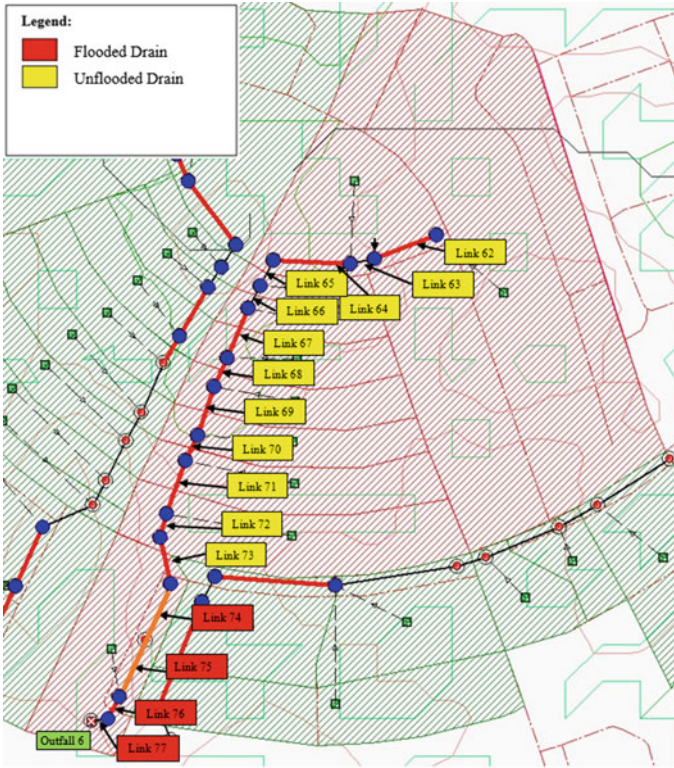 Legend:
Flooded Drain
Unflooded Drain
Link 62
Link 63
Link 65
Link 64
Link 66
Link 67
Link 68
Link 69
Link 70
Link 71
Link 72
Link 73
Link 74
Link 75
Link 76
Outfall 6
Link 77